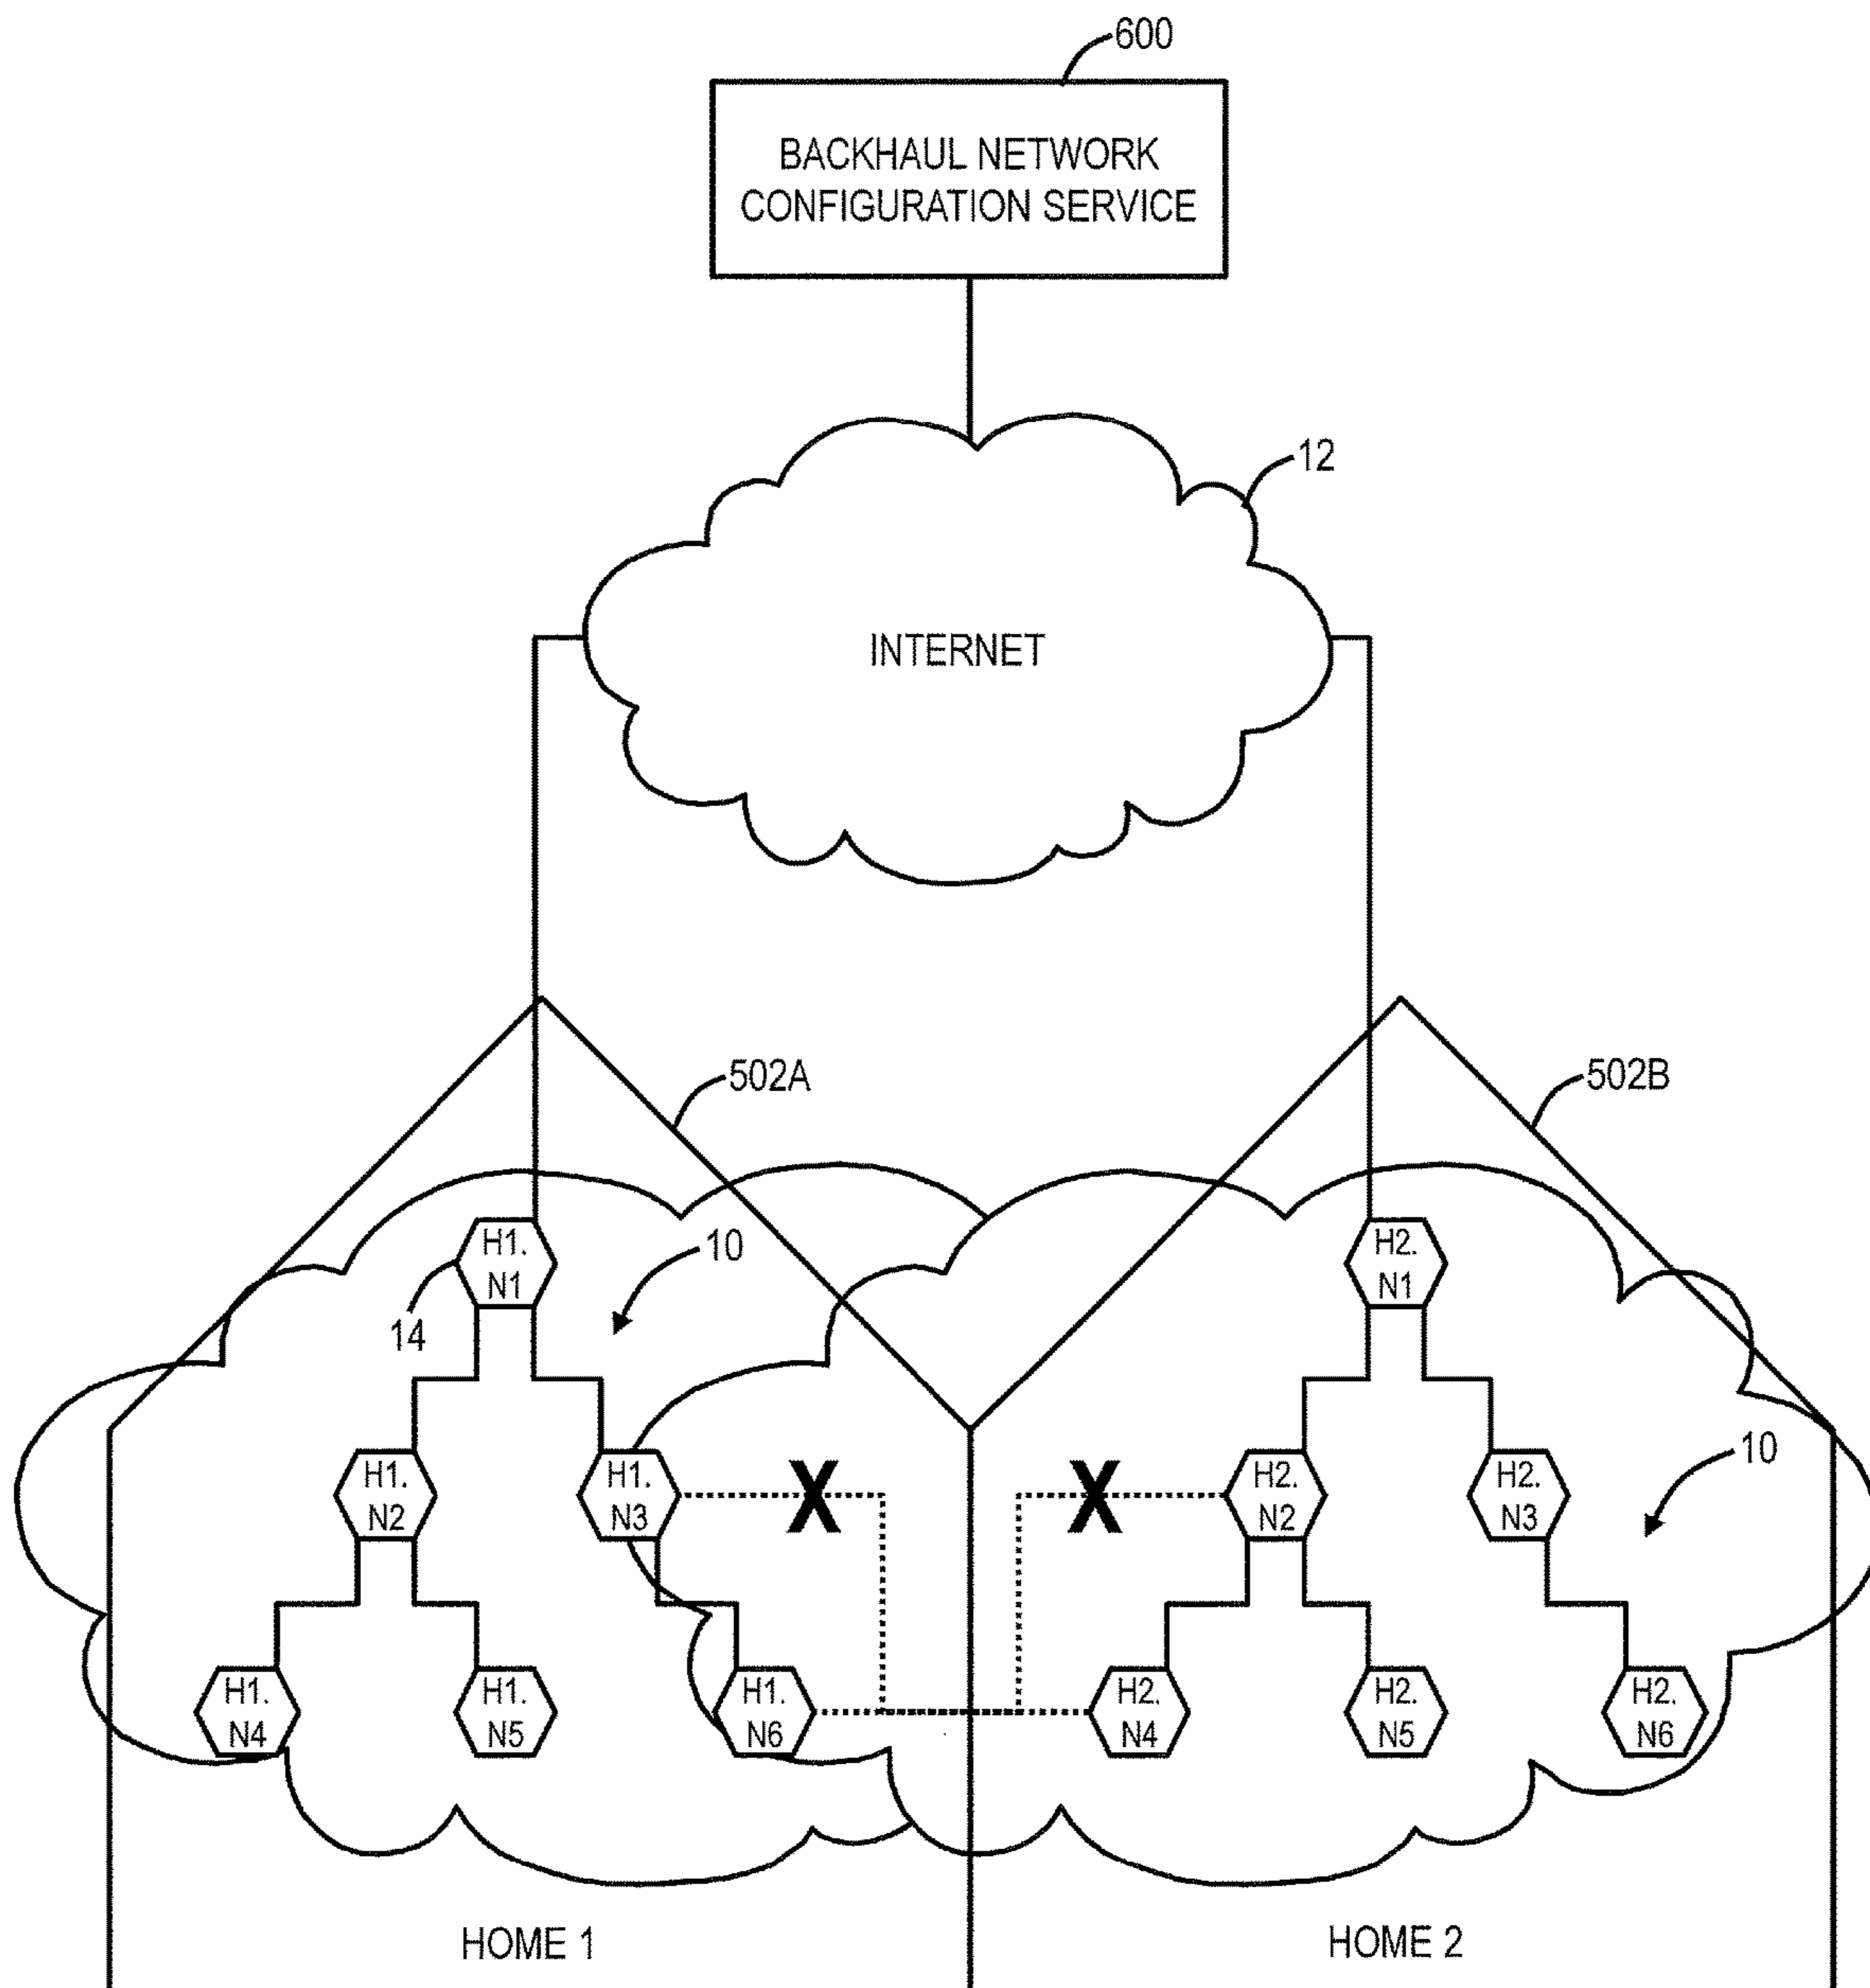 600
BACKHAUL NETWORK
CONFIGURATION SERVICE
12
INTERNET
502A
502B
H1.
N1
10
14
H2.
N1
H1.
N2
H1.
N3
X
X
H2.
N2
H2.
N3
10
H1.
N4
H1.
N5
H1.
N6
H2.
N4
H2.
N5
H2.
N6
HOME 1
HOME 2